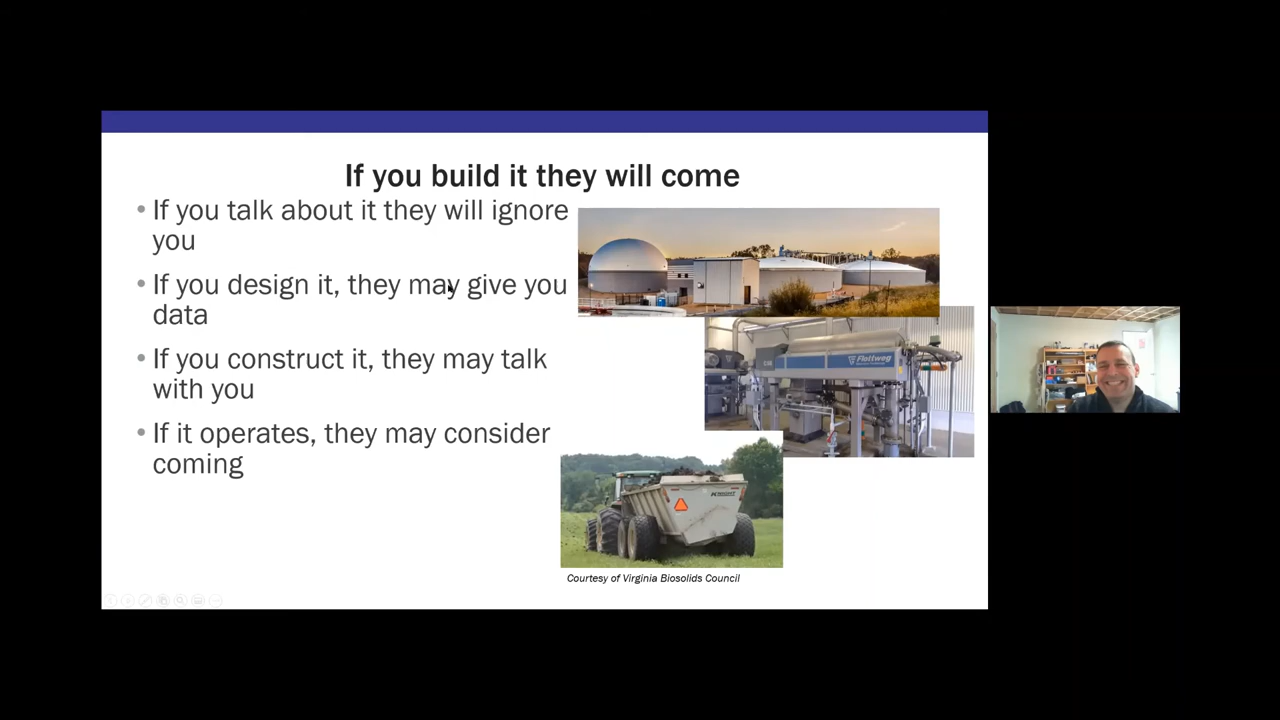 If you build it they will come
• If you talk about it they will ignore
you
• If you design it, they may give you
data
• If you construct it, they may talk
with you
• If it operates, they may consider
coming
Flottweg
KNIGHT
Courtesy of Virginia Biosolids Council